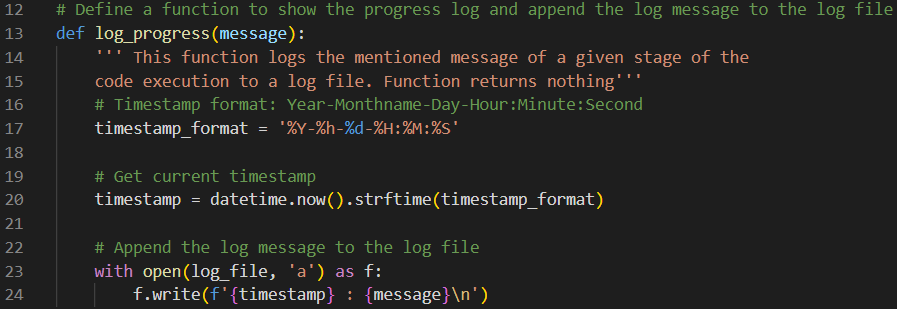 12 # Define a function to show the progress log and append the log message to the log file
13 def log_progress(message):
14     ''' This function logs the mentioned message of a given stage of the
15     code execution to a log file. Function returns nothing'''
16     # Timestamp format: Year-Monthname-Day-Hour:Minute:Second
17     timestamp_format = '%Y-%h-%d-%H:%M:%S'
18
19     # Get current timestamp
20     timestamp = datetime.now().strftime(timestamp_format)
21
22     # Append the log message to the log file
23     with open(log_file, 'a') as f:
24         f.write(f'{timestamp} : {message}\n')